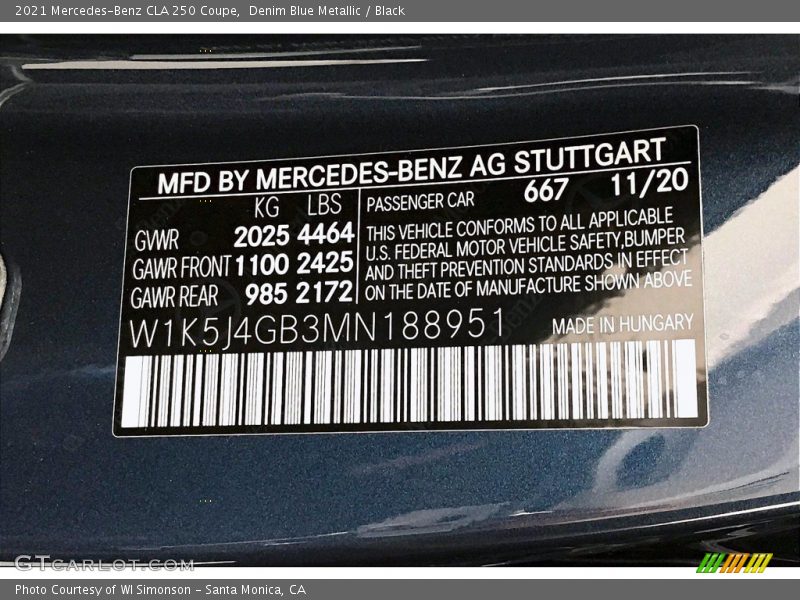 2021 Mercedes-Benz CLA 250 Coupe, Denim Blue Metallic / Black
MFD BY MERCEDES-BENZ AG STUTTGART
KG LBS
GVWR 2025 4464
GAWR FRONT 1100 2425
GAWR REAR 985 2172
PASSENGER CAR 667 11/20
THIS VEHICLE CONFORMS TO ALL APPLICABLE
U.S. FEDERAL MOTOR VEHICLE SAFETY,BUMPER
AND THEFT PREVENTION STANDARDS IN EFFECT
ON THE DATE OF MANUFACTURE SHOWN ABOVE
W1K5J4GB3MN188951 MADE IN HUNGARY
GTCARLOT.COM
Photo Courtesy of WI Simonson - Santa Monica, CA